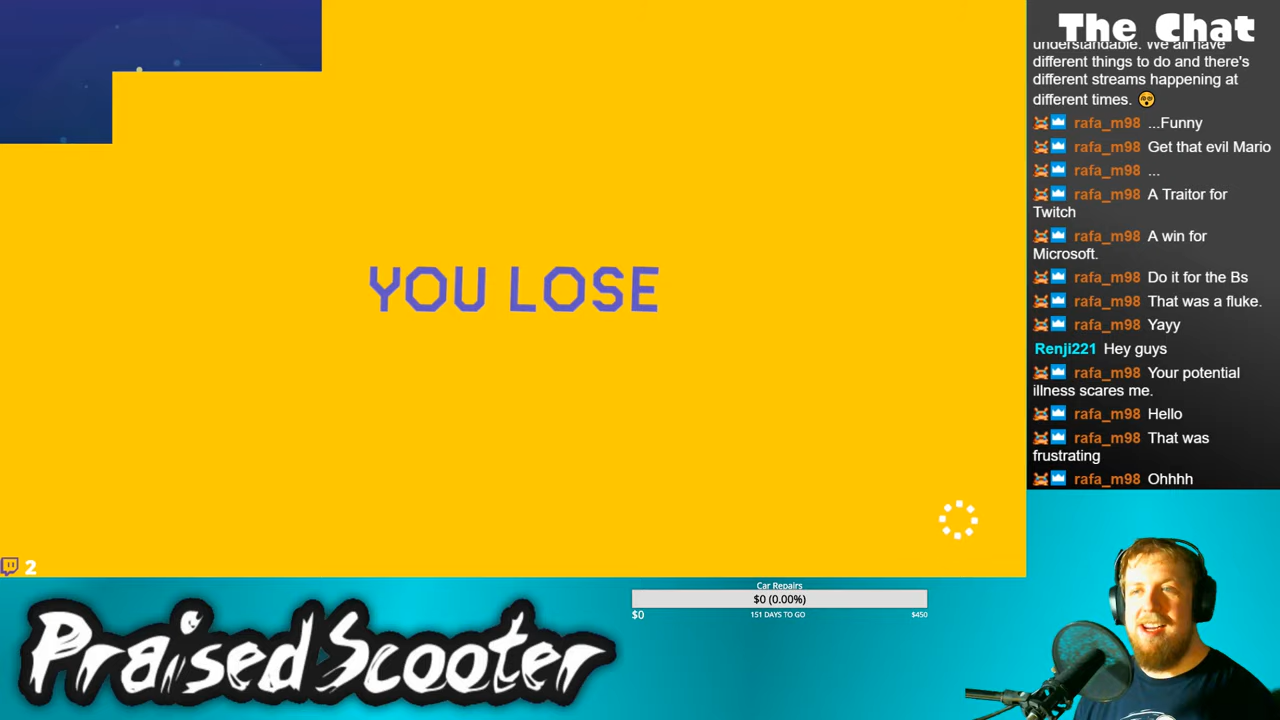 The Chat
understandable. We all have
different things to do and there's
different streams happening at
different times.
rafa_m98 ...Funny
rafa_m98 Get that evil Mario
rafa_m98 ...
rafa_m98 A Traitor for
Twitch
rafa_m98 A win for
Microsoft.
rafa_m98 Do it for the Bs
rafa_m98 That was a fluke.
rafa_m98 Yayy
Renji221 Hey guys
rafa_m98 Your potential
illness scares me.
rafa_m98 Hello
rafa_m98 That was
frustrating
rafa_m98 Ohhhh
YOU LOSE
2
PraisedScooter
Car Repairs
$0 (0.00%)
$0 151 DAYS TO GO $450